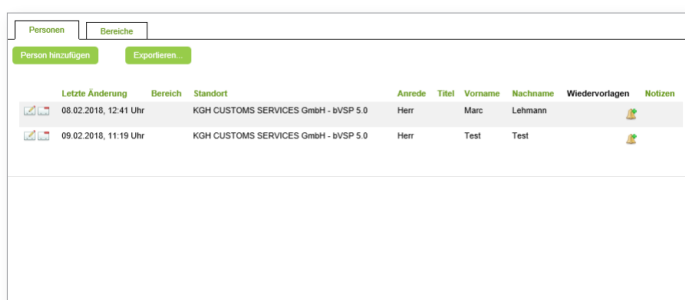 Personen Bereiche
Person hinzufügen Exportieren...
Letzte Änderung Bereich Standort Anrede Titel Vorname Nachname Wiedervorlagen Notizen
08.02.2018, 12:41 Uhr KGH CUSTOMS SERVICES GmbH - bVSP 5.0 Herr Marc Lehmann
09.02.2018, 11:19 Uhr KGH CUSTOMS SERVICES GmbH - bVSP 5.0 Herr Test Test